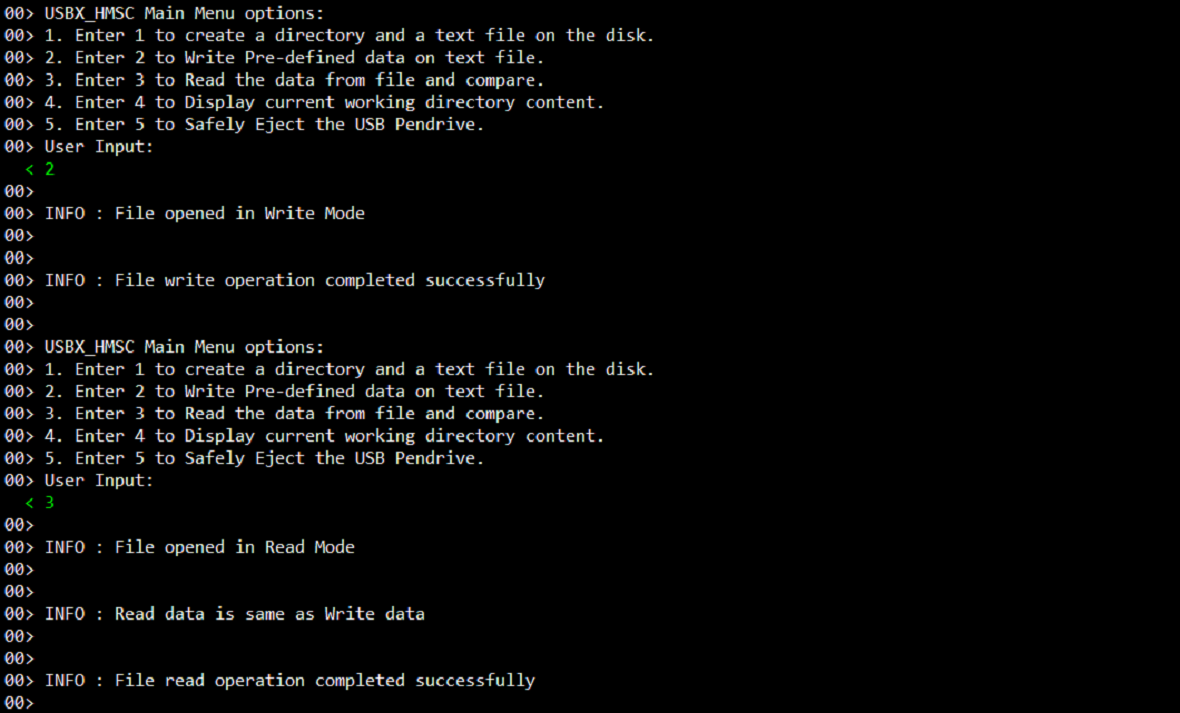 00> USBX_HMSC Main Menu options:
00> 1. Enter 1 to create a directory and a text file on the disk.
00> 2. Enter 2 to Write Pre-defined data on text file.
00> 3. Enter 3 to Read the data from file and compare.
00> 4. Enter 4 to Display current working directory content.
00> 5. Enter 5 to Safely Eject the USB Pendrive.
00> User Input:
< 2
00>
00> INFO : File opened in Write Mode
00>
00>
00> INFO : File write operation completed successfully
00>
00>
00> USBX_HMSC Main Menu options:
00> 1. Enter 1 to create a directory and a text file on the disk.
00> 2. Enter 2 to Write Pre-defined data on text file.
00> 3. Enter 3 to Read the data from file and compare.
00> 4. Enter 4 to Display current working directory content.
00> 5. Enter 5 to Safely Eject the USB Pendrive.
00> User Input:
< 3
00>
00> INFO : File opened in Read Mode
00>
00>
00> INFO : Read data is same as Write data
00>
00>
00> INFO : File read operation completed successfully
00>